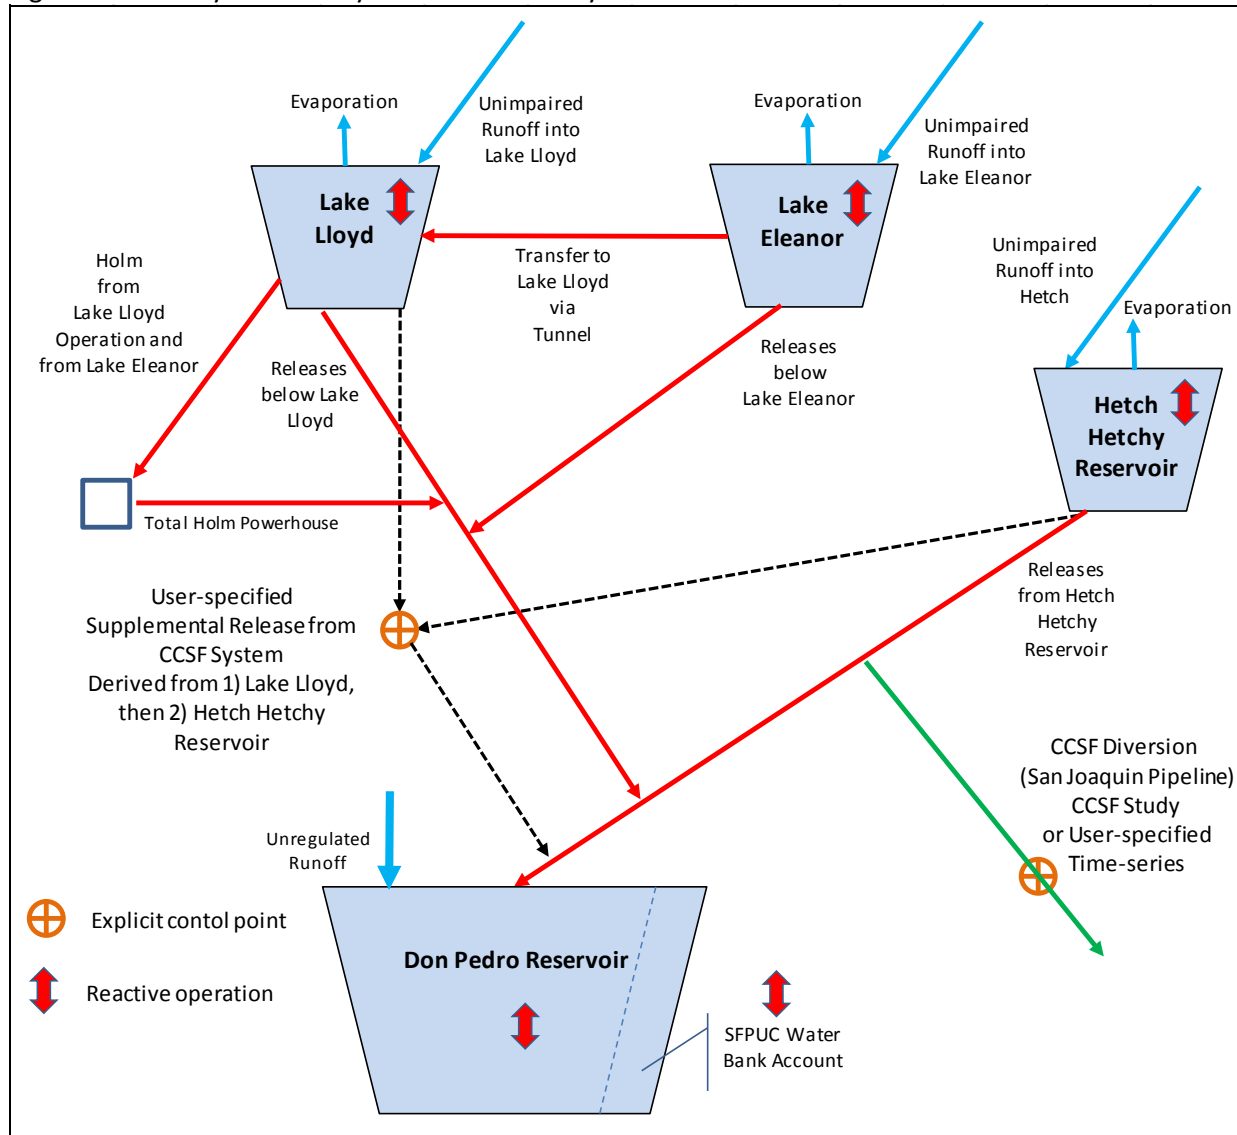 Evaporation
Unimpaired
Runoff into
Lake Lloyd
Evaporation
Unimpaired
Runoff into
Lake Eleanor
Lake
Lloyd
Lake
Eleanor
Unimpaired
Runoff into
Hetch
Evaporation
Holm
from
Lake Lloyd
Operation and
from Lake Eleanor
Transfer to
Lake Lloyd
via
Tunnel
Releases
below Lake
Lloyd
Releases
below
Lake Eleanor
Hetch
Hetchy
Reservoir
Total Holm Powerhouse
User-specified
Supplemental Release from
CCSF System
Derived from 1) Lake Lloyd,
then 2) Hetch Hetchy
Reservoir
Releases
from Hetch
Hetchy
Reservoir
CCSF Diversion
(San Joaquin Pipeline)
CCSF Study
or User-specified
Time-series
Unregulated
Runoff
Explicit contol point
Reactive operation
Don Pedro Reservoir
SFPUC Water
Bank Account